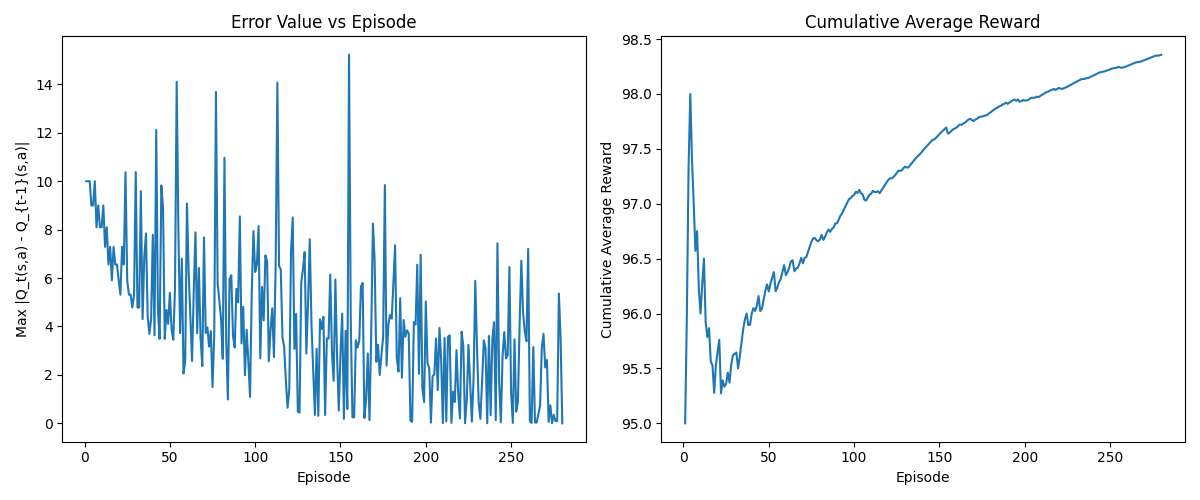 Error Value vs Episode
Max |Q_t(s,a) - Q_{t-1}(s,a)|
14
12
10
8
6
4
2
0
0 50 100 150 200 250
Episode
Cumulative Average Reward
Cumulative Average Reward
98.5
98.0
97.5
97.0
96.5
96.0
95.5
95.0
0 50 100 150 200 250
Episode